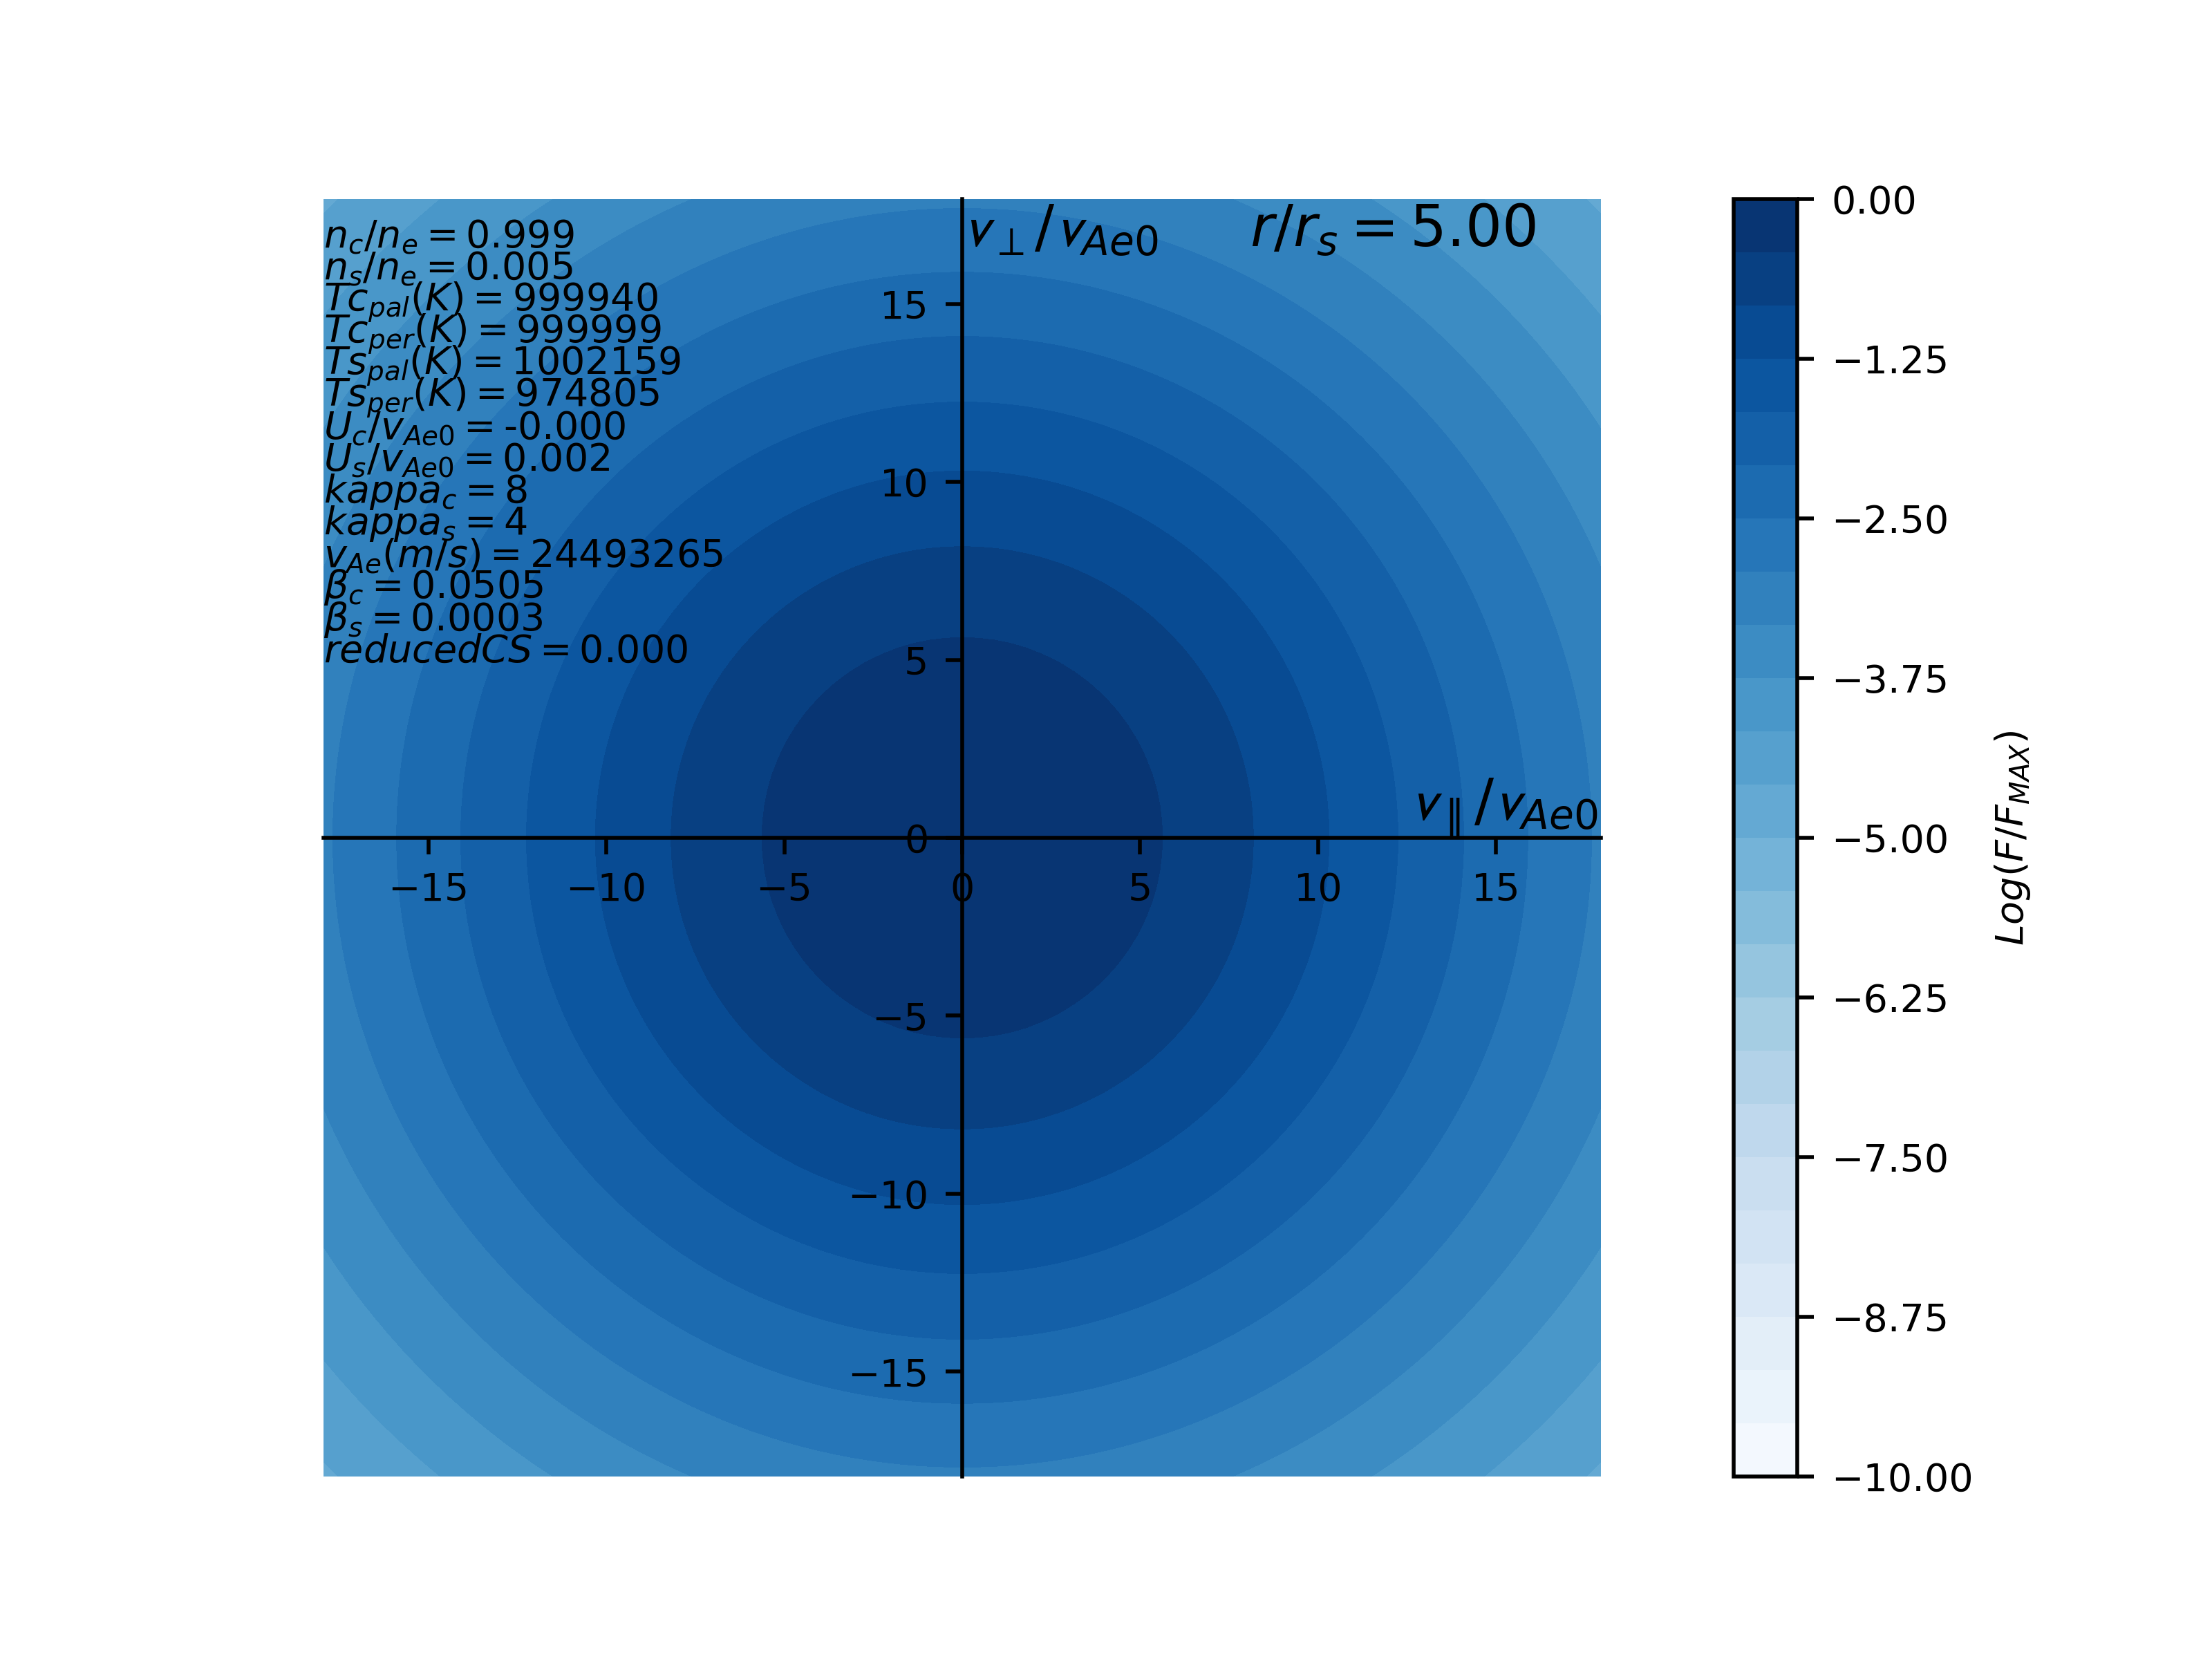 n_c/n_e = 0.999
n_s/n_e = 0.005
Tc_pal(K) = 999940
Tc_per(K) = 999999
Ts_pal(K) = 1002159
Ts_per(K) = 974805
U_c/v_Ae0 = -0.000
U_s/v_Ae0 = 0.002
kappa_c = 8
kappa_s = 4
v_Ae(m/s) = 24493265
β_c = 0.0505
β_s = 0.0003
reducedCS = 0.000
v_⊥/v_Ae0
r/r_s = 5.00
15
10
5
0
−5
−10
−15
v_∥/v_Ae0
−15
−10
−5
0
5
10
15
0.00
−1.25
−2.50
−3.75
−5.00
−6.25
−7.50
−8.75
−10.00
Log(F/F_MAX)